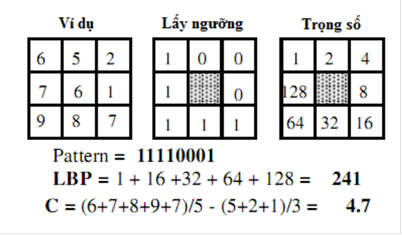 Ví dụ Lấy ngưỡng Trọng số
6 5 2 1 0 0 1 2 4
7 6 1 1 0 128 8
9 8 7 1 1 1 64 32 16
Pattern = 11110001
LBP = 1 + 16 +32 + 64 + 128 = 241
C = (6+7+8+9+7)/5 - (5+2+1)/3 = 4.7